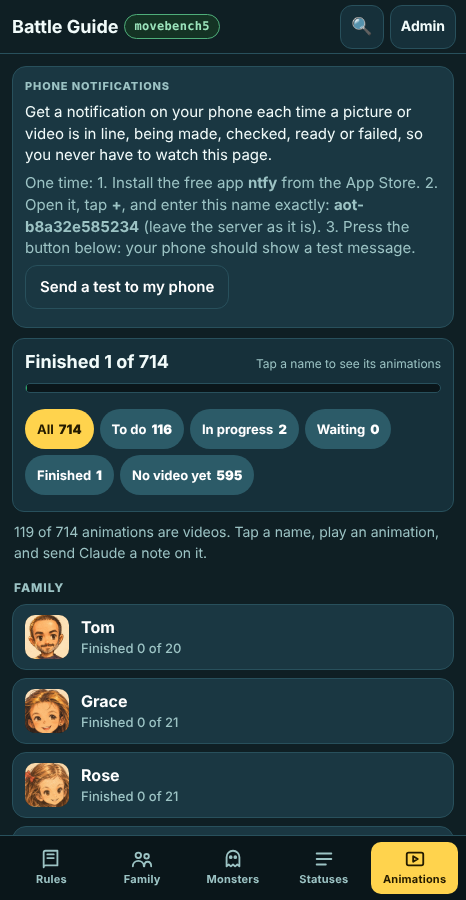 Battle Guide movebench5 Admin
PHONE NOTIFICATIONS
Get a notification on your phone each time a picture or
video is in line, being made, checked, ready or failed, so
you never have to watch this page.
One time: 1. Install the free app ntfy from the App Store. 2.
Open it, tap +, and enter this name exactly: aot-
b8a32e585234 (leave the server as it is). 3. Press the
button below: your phone should show a test message.
Send a test to my phone
Finished 1 of 714 Tap a name to see its animations
All 714 To do 116 In progress 2 Waiting 0
Finished 1 No video yet 595
119 of 714 animations are videos. Tap a name, play an animation,
and send Claude a note on it.
FAMILY
Tom
Finished 0 of 20
Grace
Finished 0 of 21
Rose
Finished 0 of 21
Rules Family Monsters Statuses Animations